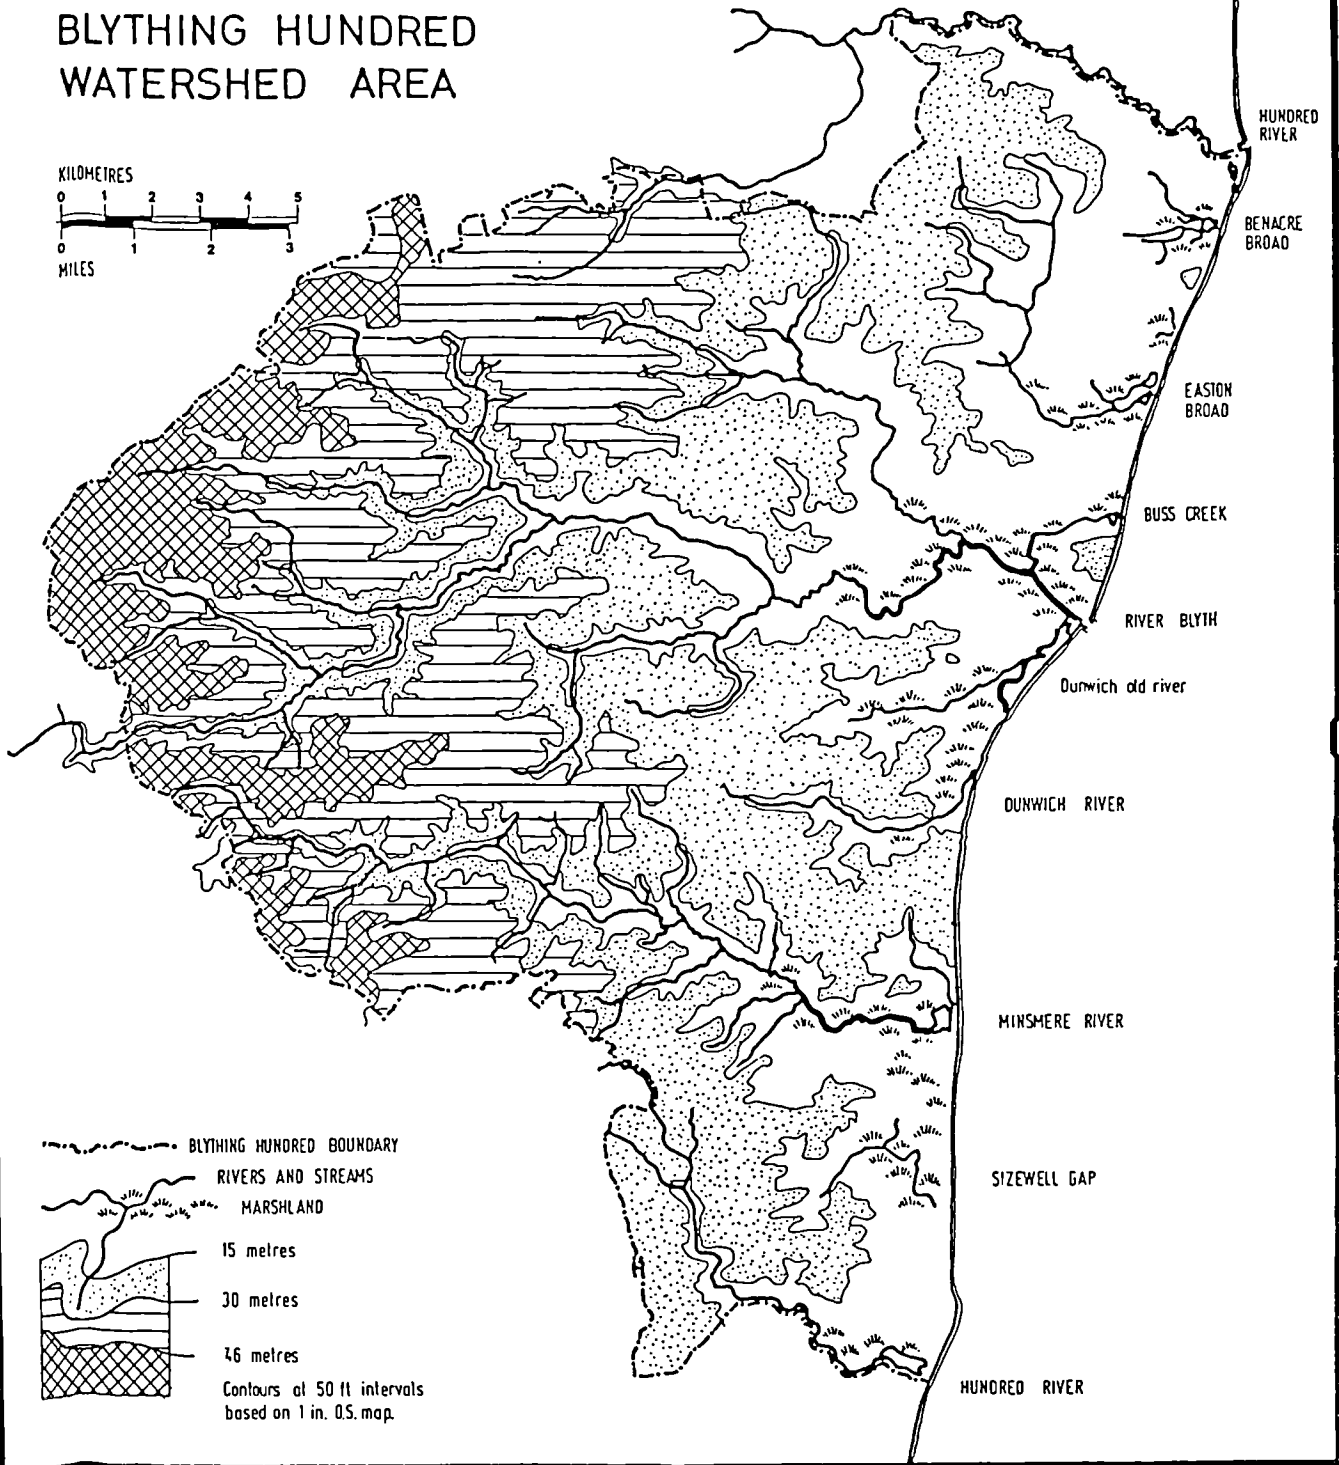 BLYTHING HUNDRED
WATERSHED AREA
KILOMETRES
0 1 2 3 4 5
0 1 2 3
MILES
HUNDRED
RIVER
BENACRE
BROAD
EASTON
BROAD
BUSS CREEK
RIVER BLYTH
Dunwich old river
DUNWICH RIVER
MINSMERE RIVER
SIZEWELL GAP
HUNDRED RIVER
BLYTHING HUNDRED BOUNDARY
RIVERS AND STREAMS
MARSHLAND
15 metres
30 metres
46 metres
Contours at 50 ft intervals
based on 1 in. O.S. map.